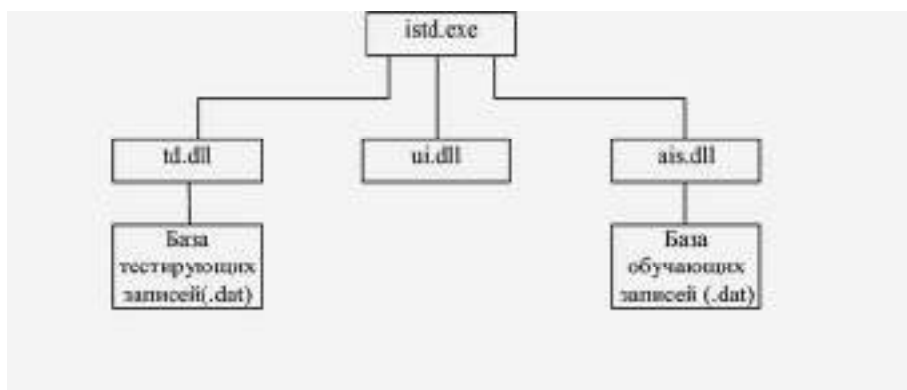 istd.exe
td.dll
ui.dll
ais.dll
База
тестирующих
записей(.dat)
База
обучающих
записей (.dat)